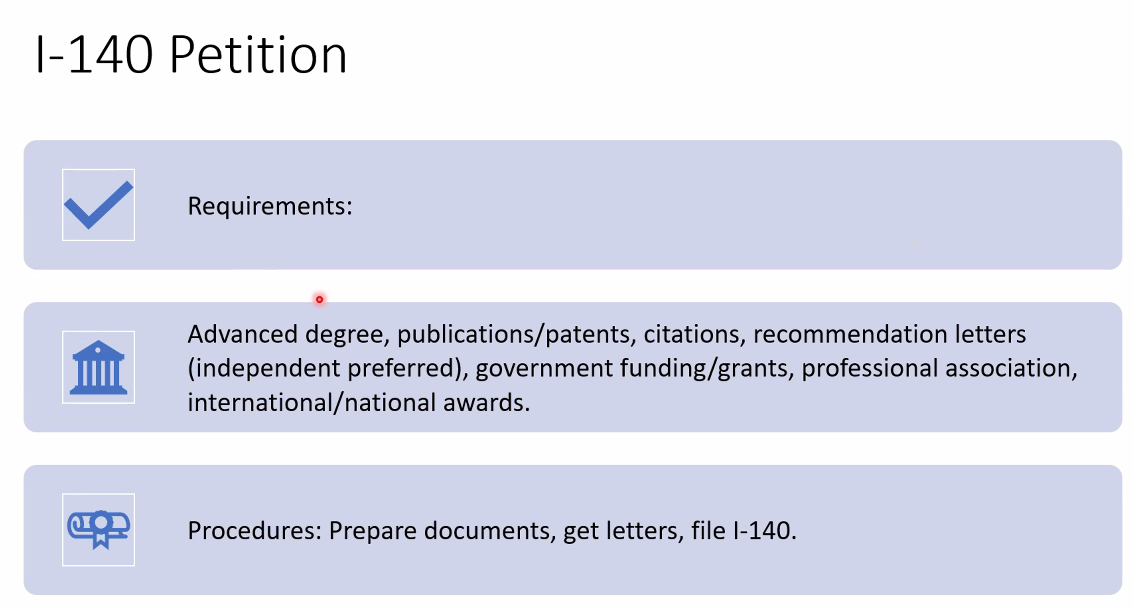 I-140 Petition
Requirements:
Advanced degree, publications/patents, citations, recommendation letters
(independent preferred), government funding/grants, professional association,
international/national awards.
Procedures: Prepare documents, get letters, file I-140.